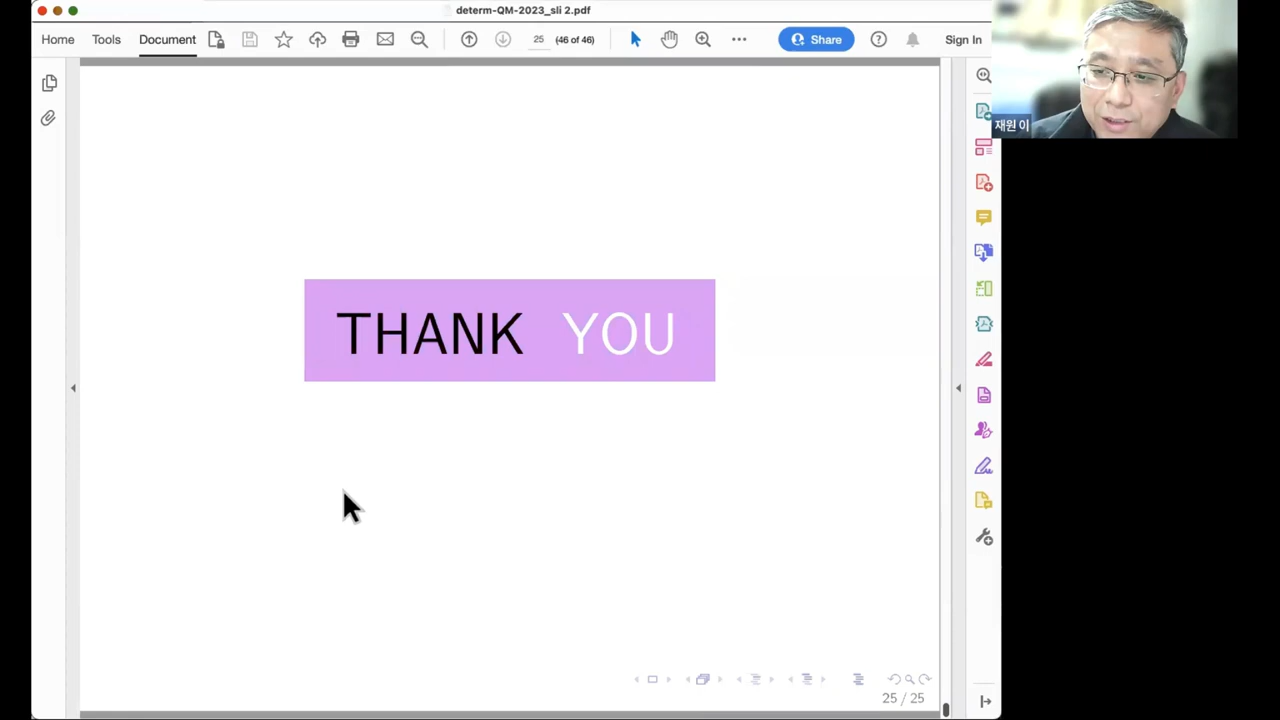 determ-QM-2023_sli 2.pdf
Home Tools Document 25 (46 of 46) Share Sign In
재원 이
THANK YOU
25 / 25